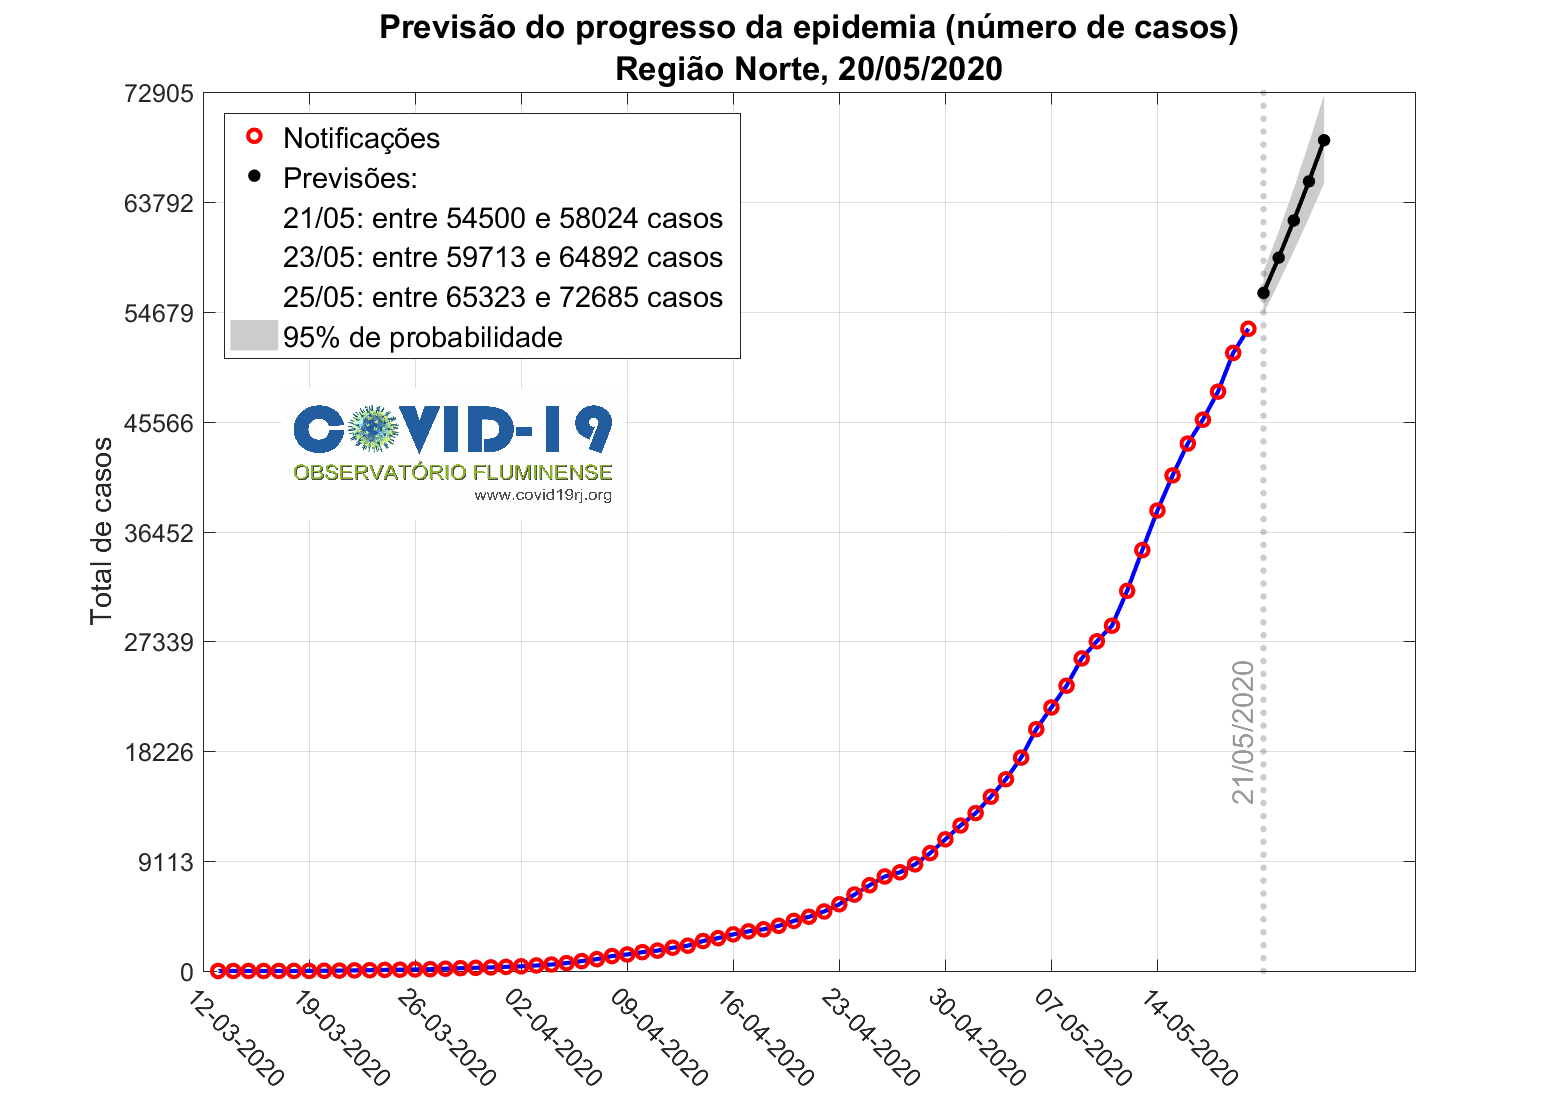 Previsão do progresso da epidemia (número de casos)
Região Norte, 20/05/2020
72905
63792
54679
45566
36452
27339
18226
9113
0
Total de casos
Notificações
Previsões:
21/05: entre 54500 e 58024 casos
23/05: entre 59713 e 64892 casos
25/05: entre 65323 e 72685 casos
95% de probabilidade
COVID-19
OBSERVATÓRIO FLUMINENSE
www.covid19rj.org
21/05/2020
12-03-2020
19-03-2020
26-03-2020
02-04-2020
09-04-2020
16-04-2020
23-04-2020
30-04-2020
07-05-2020
14-05-2020